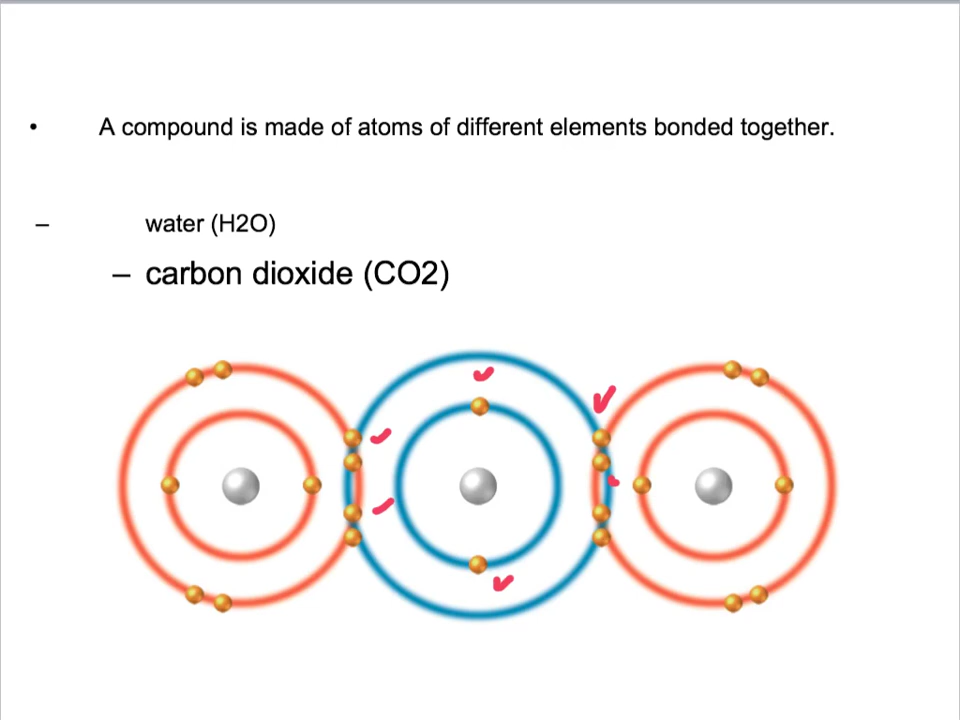 • A compound is made of atoms of different elements bonded together.
– water (H2O)
– carbon dioxide (CO2)